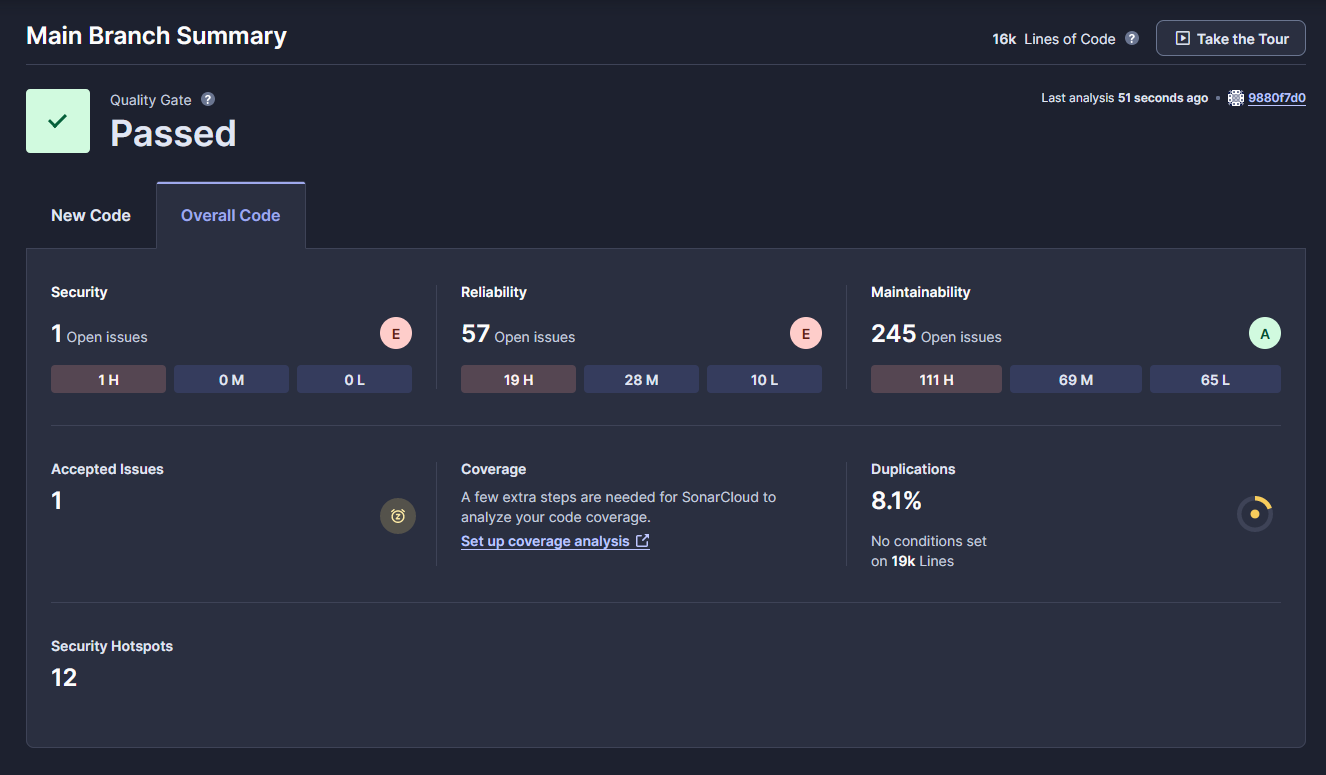 Main Branch Summary
16k Lines of Code ?
Take the Tour
Quality Gate ?
Passed
Last analysis 51 seconds ago • 9880f7d0
New Code
Overall Code
Security
1 Open issues
E
1 H
0 M
0 L
Reliability
57 Open issues
E
19 H
28 M
10 L
Maintainability
245 Open issues
A
111 H
69 M
65 L
Accepted Issues
1
Coverage
A few extra steps are needed for SonarCloud to
analyze your code coverage.
Set up coverage analysis
Duplications
8.1%
No conditions set
on 19k Lines
Security Hotspots
12